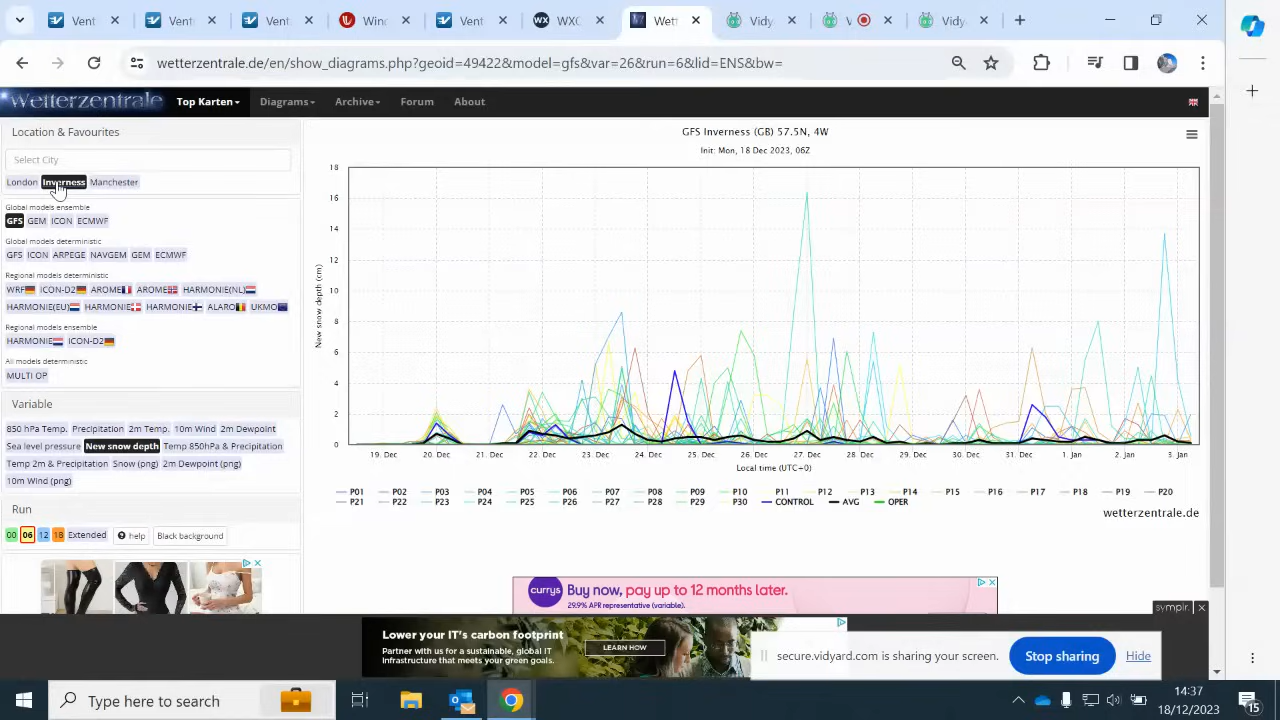 Vent
Vent
Vent
Wind
Vent
WXC
Wett
Vidy
V
Vidy
wetterzentrale.de/en/show_diagrams.php?geoid=49422&model=gfs&var=26&run=6&lid=ENS&bw=
Wetterzentrale Top Karten Diagrams Archive Forum About
Location & Favourites
Select City
London Inverness Manchester
Global models ensemble
GFS GEM ICON ECMWF
Global models deterministic
GFS ICON ARPEGE NAVGEM GEM ECMWF
Regional models deterministic
WRF ICON-D2 AROME AROME HARMONIE(NL)
HARMONIE(EU) HARMONIE HARMONIE ALARO UKMO
Regional models ensemble
HARMONIE ICON-D2
All models deterministic
MULTI OP
Variable
850 hPa Temp. Precipitation 2m Temp. 10m Wind 2m Dewpoint
Sea level pressure New snow depth Temp 850hPa & Precipitation
Temp 2m & Precipitation Snow (png) 2m Dewpoint (png)
10m Wind (png)
Run
00 06 12 18 Extended help Black background
GFS Inverness (GB) 57.5N, 4W
Init: Mon, 18 Dec 2023, 06Z
New snow depth (cm)
18
16
14
12
10
8
6
4
2
0
19. Dec 20. Dec 21. Dec 22. Dec 23. Dec 24. Dec 25. Dec 26. Dec 27. Dec 28. Dec 29. Dec 30. Dec 31. Dec 1. Jan 2. Jan 3. Jan
Local time (UTC+0)
P01 P02 P03 P04 P05 P06 P07 P08 P09 P10 P11 P12 P13 P14 P15 P16 P17 P18 P19 P20
P21 P22 P23 P24 P25 P26 P27 P28 P29 P30 CONTROL AVG OPER
wetterzentrale.de
currys Buy now, pay up to 12 months later.
29.9% APR representative (variable).
symplr.
Lower your IT's carbon footprint
Partner with us for a sustainable, global IT
infrastructure that meets your green goals.
LEARN NOW
secure.vidyard.com is sharing your screen. Stop sharing Hide
Type here to search
14:37
18/12/2023
15